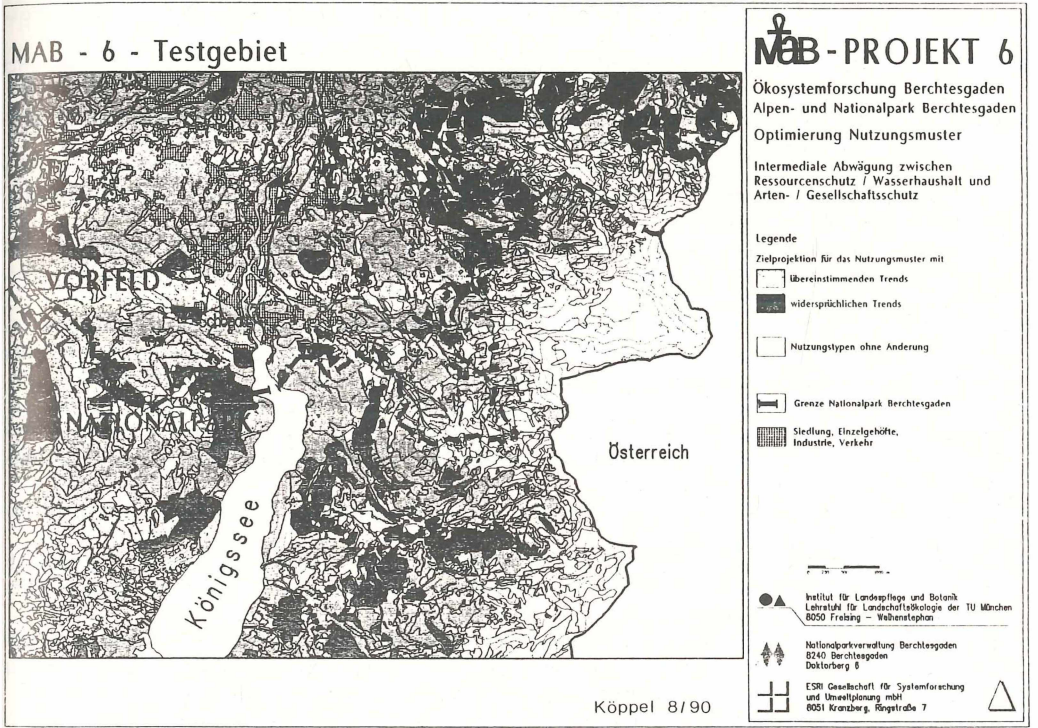 MAB - 6 - Testgebiet
VORFELD
NATIONALPARK
Königssee
Österreich
Köppel 8/90
MaB - PROJEKT 6
Ökosystemforschung Berchtesgaden
Alpen- und Nationalpark Berchtesgaden
Optimierung Nutzungsmuster
Intermediale Abwägung zwischen
Ressourcenschutz / Wasserhaushalt und
Arten- / Gesellschaftsschutz
Legende
Zielprojektion für das Nutzungsmuster mit
übereinstimmenden Trends
widersprüchlichen Trends
Nutzungstypen ohne Änderung
Grenze Nationalpark Berchtesgaden
Siedlung, Einzelgehöfte,
Industrie, Verkehr
Institut für Landespflege und Botanik
Lehrstuhl für Landschaftsökologie der TU München
8050 Freising - Weihenstephan
Nationalparkverwaltung Berchtesgaden
8240 Berchtesgaden
Doktorberg 6
ESRI Gesellschaft für Systemforschung
und Umweltplanung mbH
8051 Kranzberg, Ringstraße 7